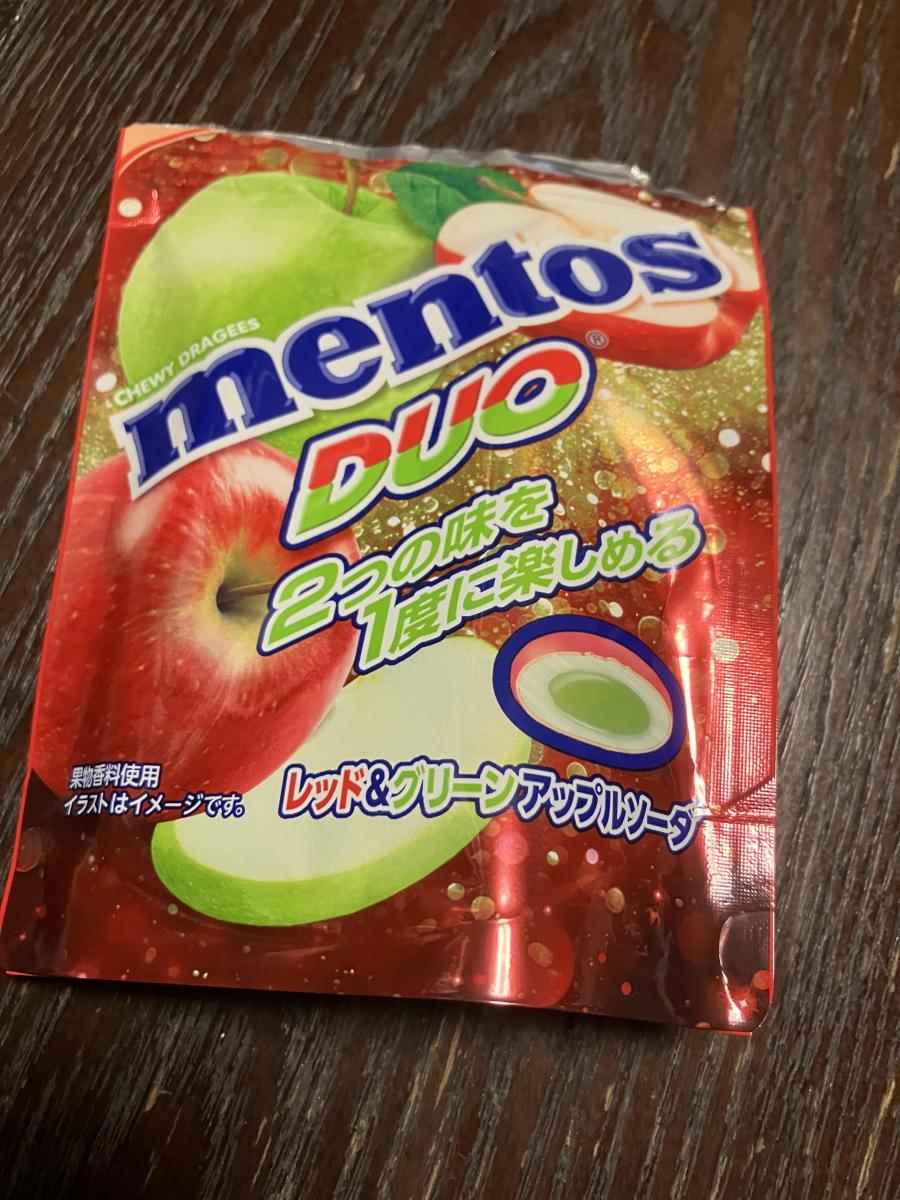 CHEWY DRAGEES
mentos
®
DUO
2つの味を
1度に楽しめる
果物香料使用
イラストはイメージです。
レッド&グリーンアップルソーダ